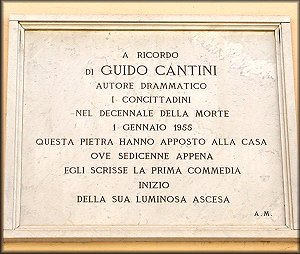 A RICORDO
DI GUIDO CANTINI
AUTORE DRAMMATICO
I CONCITTADINI
NEL DECENNALE DELLA MORTE
1 GENNAIO 1955
QUESTA PIETRA HANNO APPOSTO ALLA CASA
OVE SEDICENNE APPENA
EGLI SCRISSE LA PRIMA COMMEDIA
INIZIO
DELLA SUA LUMINOSA ASCESA
A.M.